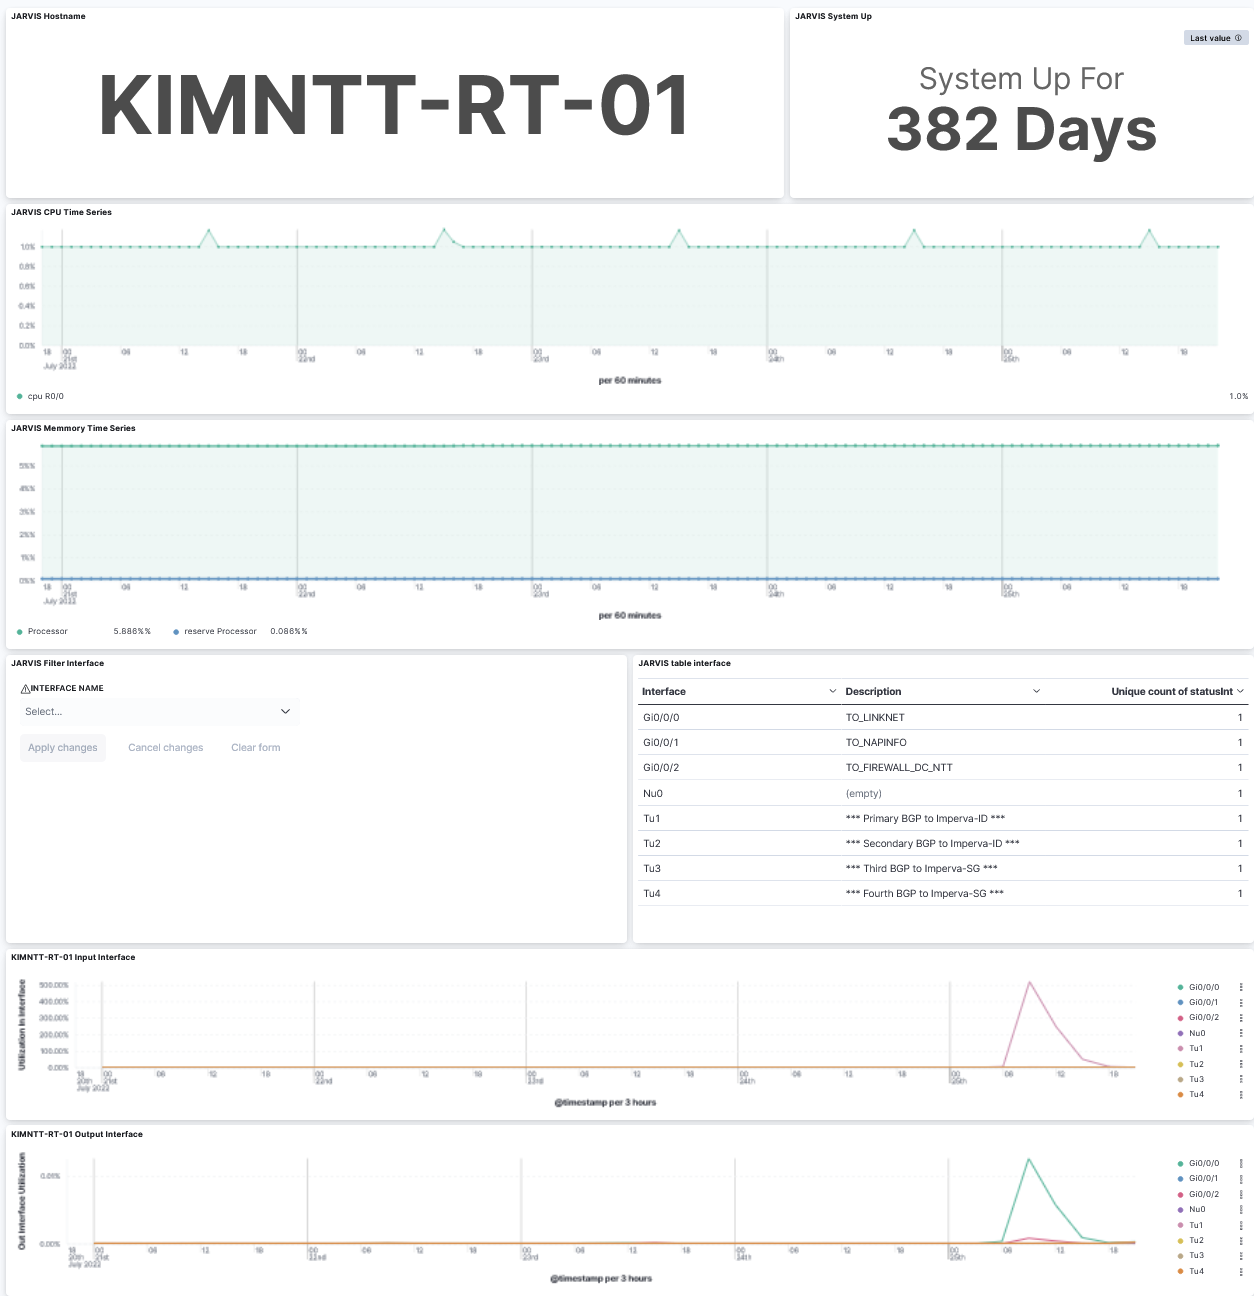 JARVIS Hostname
KIMNTT-RT-01
JARVIS System Up
Last value
System Up For
382 Days
JARVIS CPU Time Series
1.0%
0.8%
0.6%
0.4%
0.2%
0.0%
18 00 06 12 18 00 06 12 18 00 06 12 18 00 06 12 18 00 06 12 18
21st 22nd 23rd 24th 25th
July 2022
per 60 minutes
cpu R0/0 1.0%
JARVIS Memmory Time Series
5%%
4%%
3%%
2%%
1%%
0%%
18 00 06 12 18 00 06 12 18 00 06 12 18 00 06 12 18 00 06 12 18
21st 22nd 23rd 24th 25th
July 2022
per 60 minutes
Processor 5.886%% reserve Processor 0.086%%
JARVIS Filter Interface
INTERFACE NAME
Select...
Apply changes Cancel changes Clear form
JARVIS table interface
Interface Description Unique count of statusInt
Gi0/0/0 TO_LINKNET 1
Gi0/0/1 TO_NAPINFO 1
Gi0/0/2 TO_FIREWALL_DC_NTT 1
Nu0 (empty) 1
Tu1 *** Primary BGP to Imperva-ID *** 1
Tu2 *** Secondary BGP to Imperva-ID *** 1
Tu3 *** Third BGP to Imperva-SG *** 1
Tu4 *** Fourth BGP to Imperva-SG *** 1
KIMNTT-RT-01 Input Interface
Utilization In Interface
500.00%
400.00%
300.00%
200.00%
100.00%
0.00%
18 00 06 12 18 00 06 12 18 00 06 12 18 00 06 12 18 00 06 12 18
20th 21st 22nd 23rd 24th 25th
July 2022
@timestamp per 3 hours
Gi0/0/0
Gi0/0/1
Gi0/0/2
Nu0
Tu1
Tu2
Tu3
Tu4
KIMNTT-RT-01 Output Interface
Out Interface Utilization
0.00%
18 00 06 12 18 00 06 12 18 00 06 12 18 00 06 12 18 00 06 12 18
20th 21st 22nd 23rd 24th 25th
July 2022
@timestamp per 3 hours
Gi0/0/0
Gi0/0/1
Gi0/0/2
Nu0
Tu1
Tu2
Tu3
Tu4